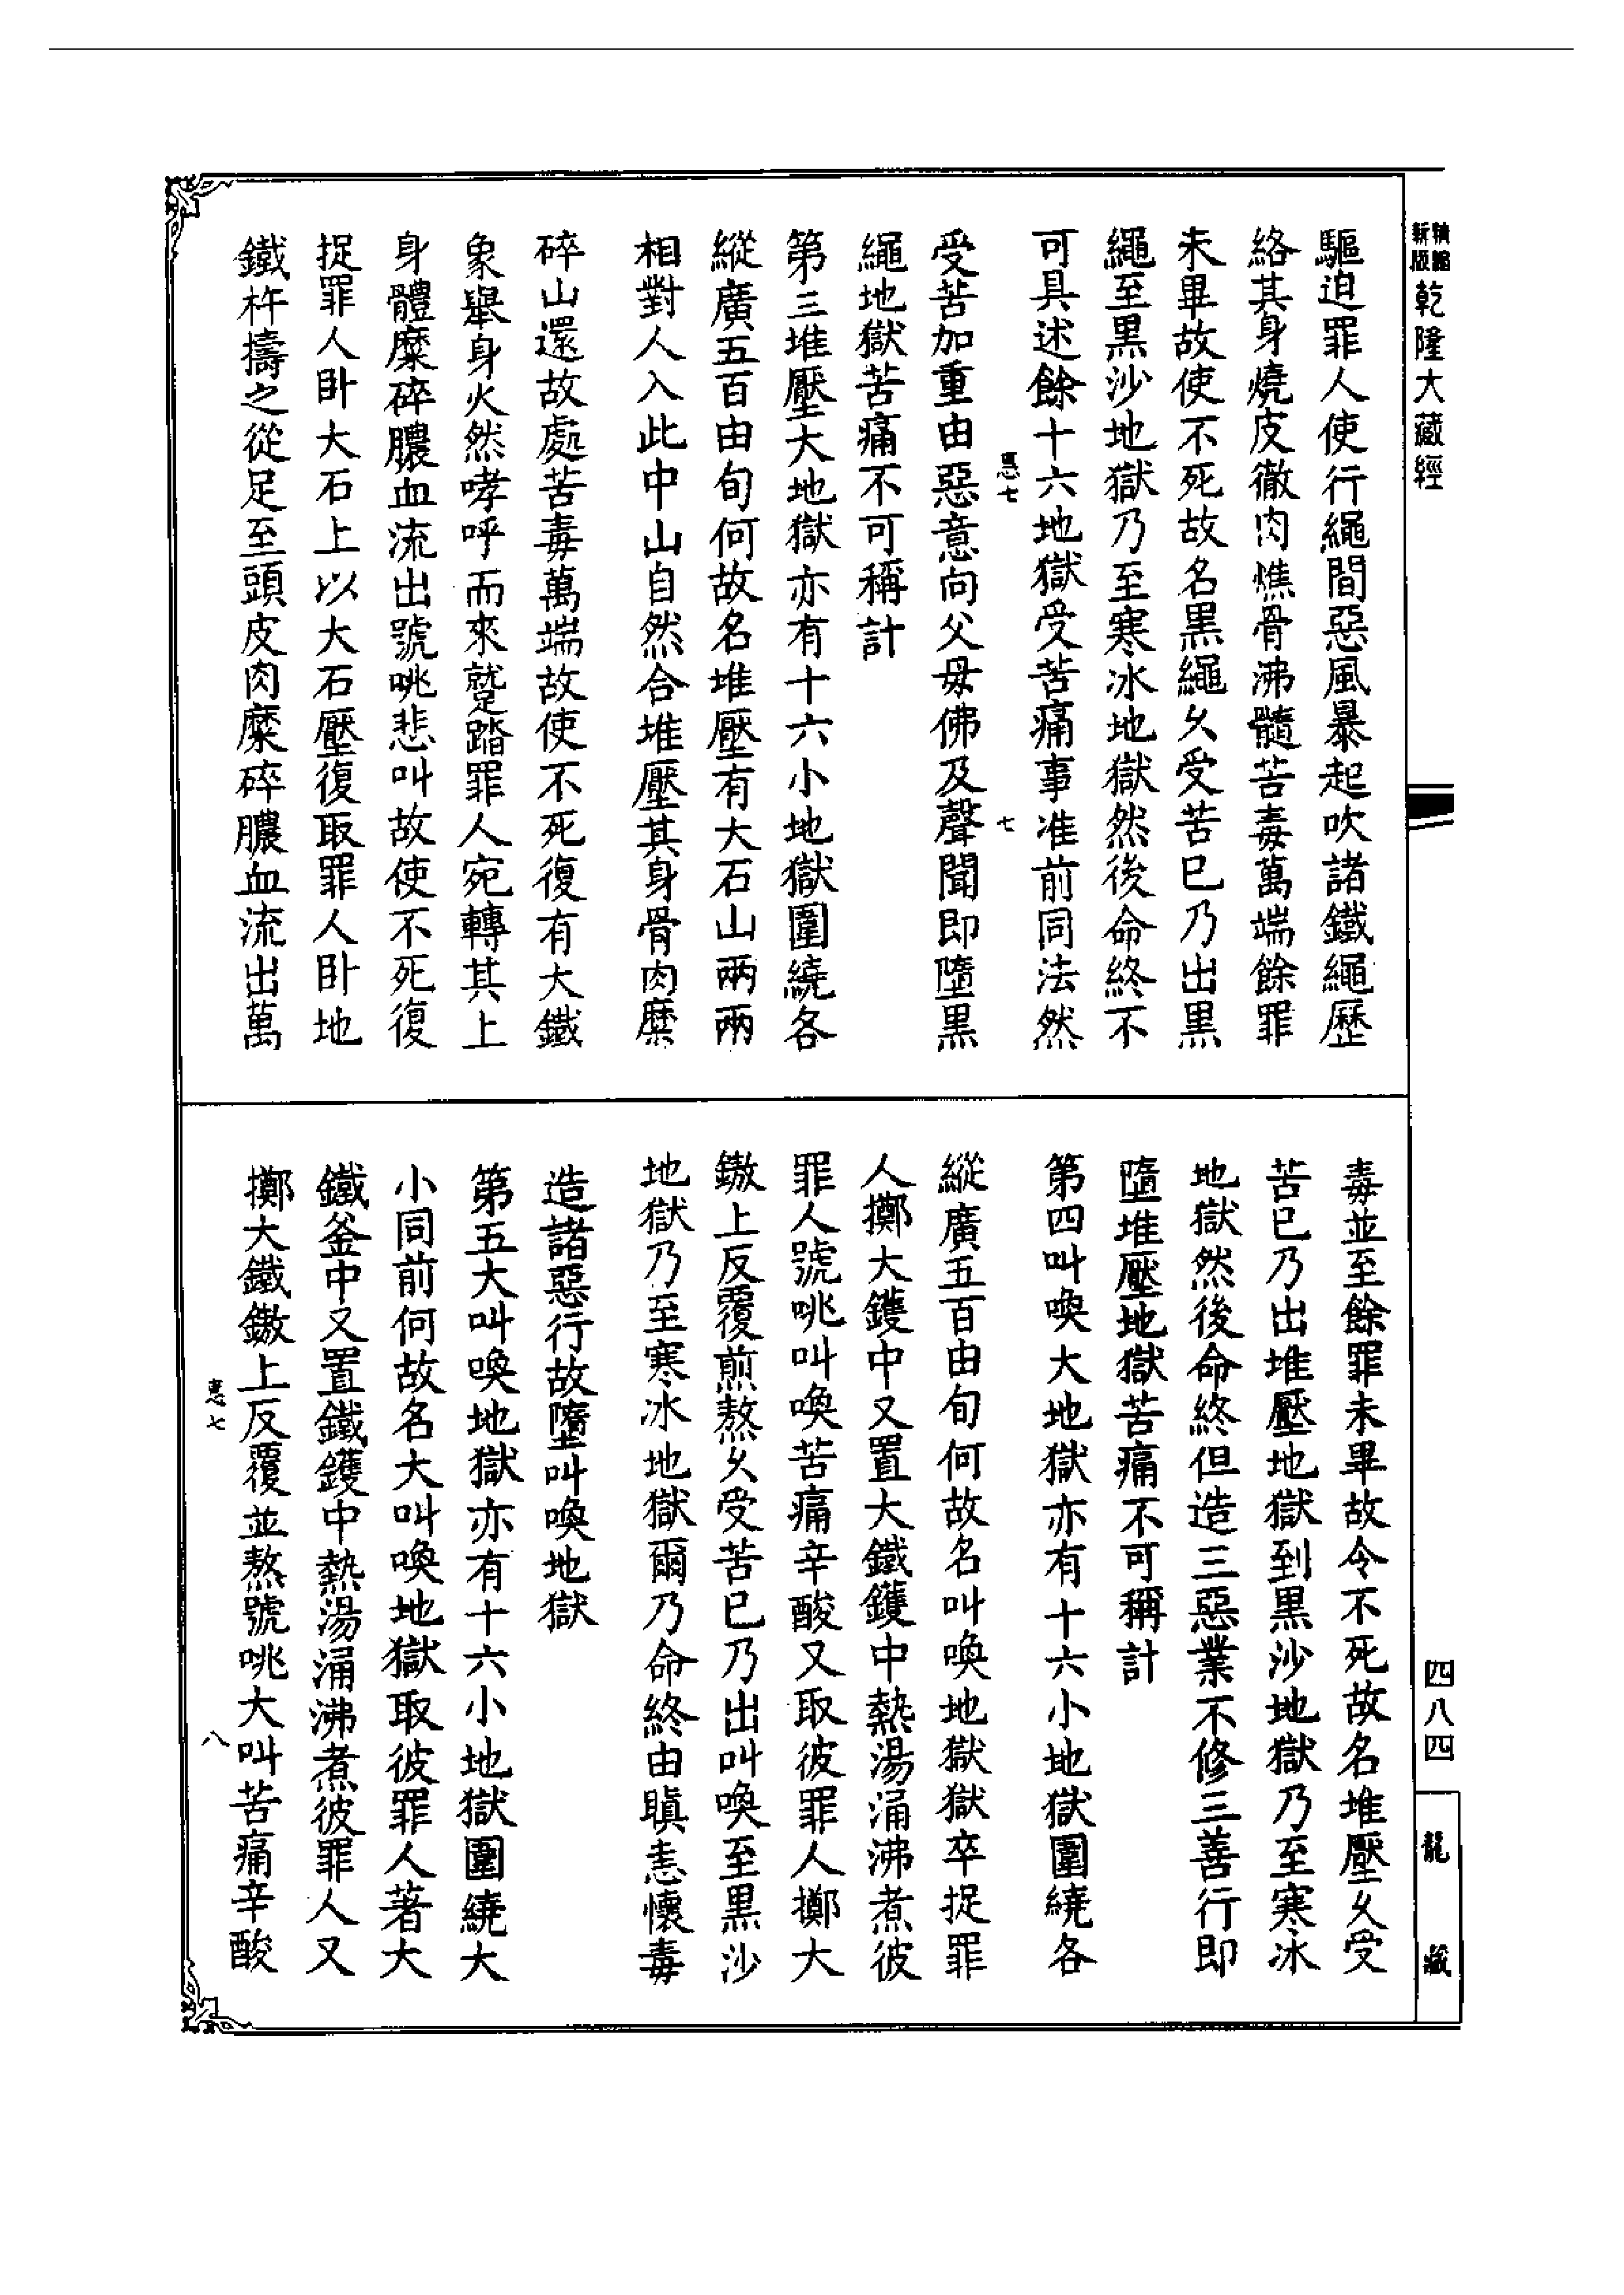 精縮新版乾隆大藏經
驅迫罪人使行繩間惡風暴起吹諸鐵繩歷
絡其身燒皮徹肉燋骨沸髓苦毒萬端餘罪
未畢故使不死故名黑繩久受苦已乃出黑
繩至黑沙地獄乃至寒冰地獄然後命終不
可具述餘十六地獄受苦痛事准前同法然
惠七
七
受苦加重由惡意向父母佛及聲聞即墮黑
繩地獄苦痛不可稱計
第三堆壓大地獄亦有十六小地獄圍繞各
縱廣五百由旬何故名堆壓有大石山兩兩
相對人入此中山自然合堆壓其身骨肉糜
碎山還故處苦毒萬端故使不死復有大鐵
象舉身火然哮呼而來蹴踏罪人宛轉其上
身體糜碎膿血流出號咷悲叫故使不死復
捉罪人卧大石上以大石壓復取罪人卧地
鐵杵擣之從足至頭皮肉糜碎膿血流出萬
毒並至餘罪未畢故令不死故名堆壓久受
苦已乃出堆壓地獄到黑沙地獄乃至寒冰
地獄然後命終但造三惡業不修三善行即
墮堆壓地獄苦痛不可稱計
第四叫喚大地獄亦有十六小地獄圍繞各
縱廣五百由旬何故名叫喚地獄獄卒捉罪
人擲大鑊中又置大鐵鑊中熱湯涌沸煮彼
罪人號咷叫喚苦痛辛酸又取彼罪人擲大
鏊上反覆煎熬久受苦已乃出叫喚至黑沙
地獄乃至寒冰地獄爾乃命終由瞋恚懷毒
造諸惡行故墮叫喚地獄
第五大叫喚地獄亦有十六小地獄圍繞大
小同前何故名大叫喚地獄取彼罪人著大
鐵釜中又置鐵鑊中熱湯涌沸煮彼罪人又
擲大鐵鏊上反覆並熬號咷大叫苦痛辛酸
惠七
八
四八四
龍藏